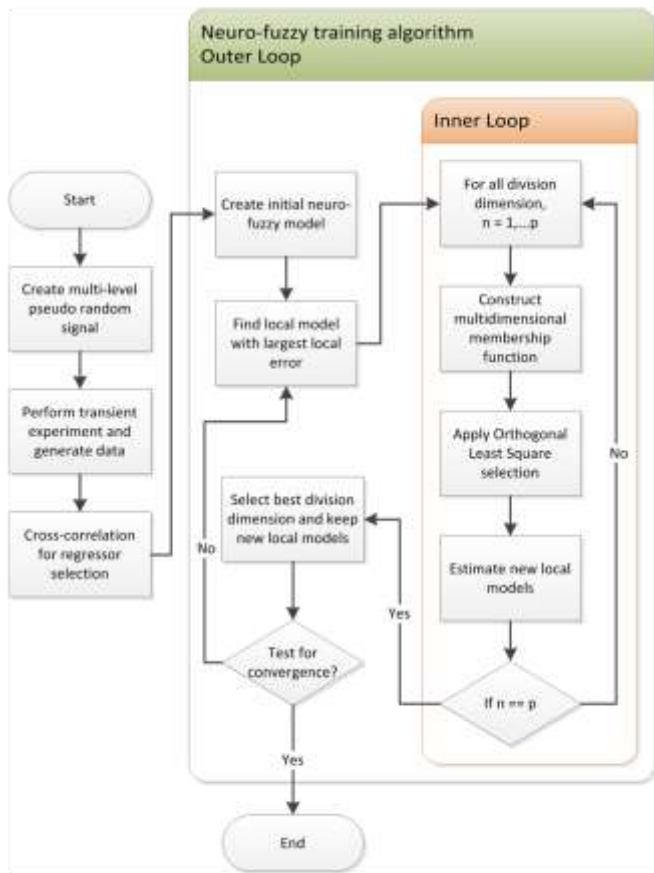 Neuro-fuzzy training algorithm
Outer Loop
Inner Loop
Start
Create multi-level
pseudo random
signal
Perform transient
experiment and
generate data
Cross-correlation
for regressor
selection
Create initial neuro-
fuzzy model
Find local model
with largest local
error
For all division
dimension,
n = 1,...p
Construct
multidimensional
membership
function
Apply Orthogonal
Least Square
selection
Estimate new local
models
If n == p
No
Yes
Select best division
dimension and keep
new local models
Test for
convergence?
No
Yes
End